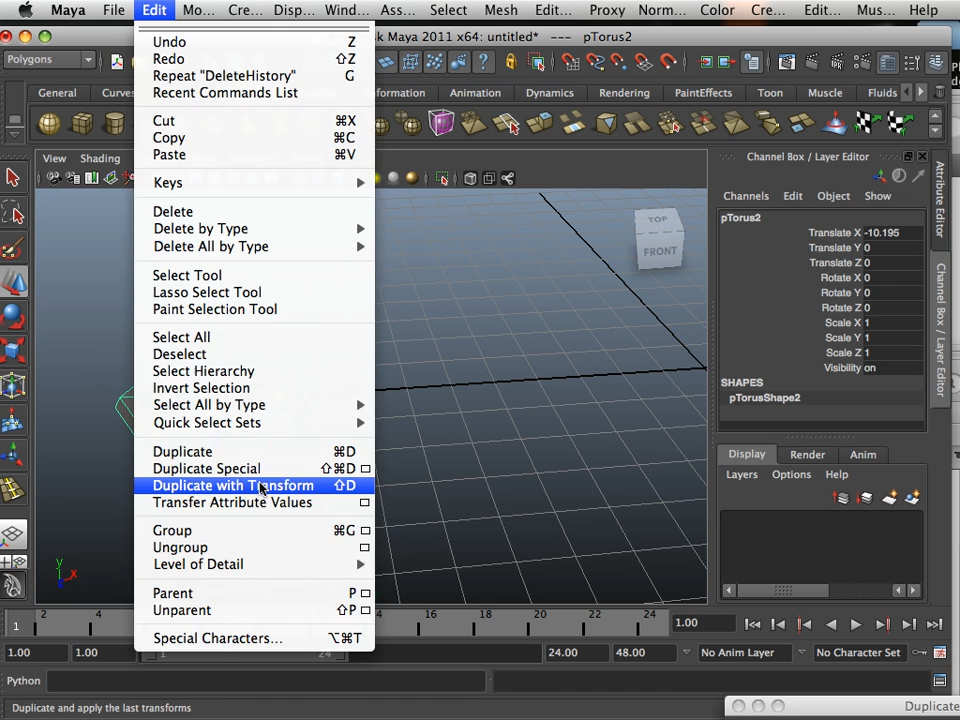 Maya File Edit Mo... Cre... Disp... Wind... Ass... Select Mesh Edit... Proxy Norm... Color Cre... Edit... Mus... Help
k Maya 2011 x64: untitled* --- pTorus2
Polygons
General Curves
ormation Animation Dynamics Rendering PaintEffects Toon Muscle Fluids
View Shading
Undo Z
Redo ⇧Z
Repeat "DeleteHistory" G
Recent Commands List
Cut ⌘X
Copy ⌘C
Paste ⌘V
Keys
Delete
Delete by Type
Delete All by Type
Select Tool
Lasso Select Tool
Paint Selection Tool
Select All
Deselect
Select Hierarchy
Invert Selection
Select All by Type
Quick Select Sets
Duplicate ⌘D
Duplicate Special ⇧⌘D
Duplicate with Transform ⇧D
Transfer Attribute Values
Group ⌘G
Ungroup
Level of Detail
Parent P
Unparent ⇧P
Special Characters... ⌥⌘T
TOP
FRONT
y
x
Channel Box / Layer Editor
Channels Edit Object Show
pTorus2
Translate X -10.195
Translate Y 0
Translate Z 0
Rotate X 0
Rotate Y 0
Rotate Z 0
Scale X 1
Scale Y 1
Scale Z 1
Visibility on
SHAPES
pTorusShape2
Attribute Editor
Channel Box / Layer Editor
Display Render Anim
Layers Options Help
1 2 4 14 16 18 20 22 24 1.00
1.00 1.00 1 24 24.00 48.00 No Anim Layer No Character Set
Python
Duplicate and apply the last transforms
Duplicate